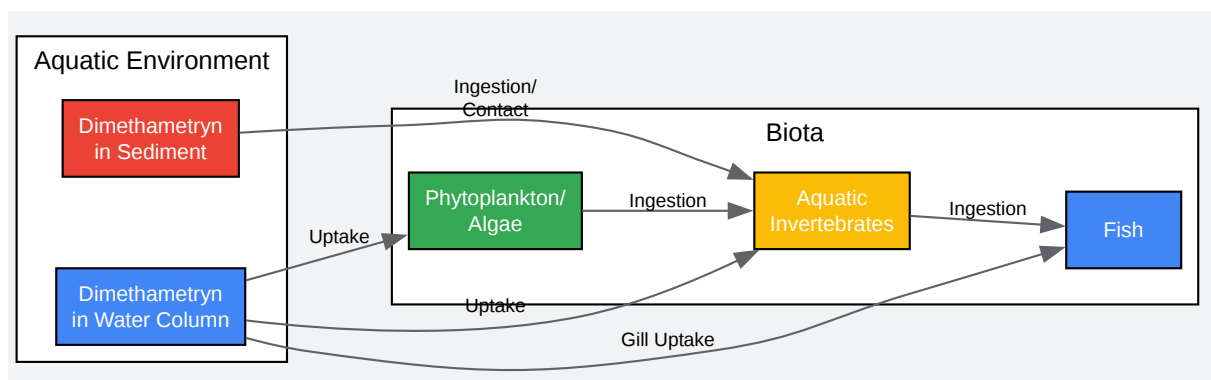 Aquatic Environment
Dimethametryn
in Sediment
Dimethametryn
in Water Column
Ingestion/
Contact
Uptake
Uptake
Gill Uptake
Biota
Phytoplankton/
Algae
Ingestion
Aquatic
Invertebrates
Ingestion
Fish